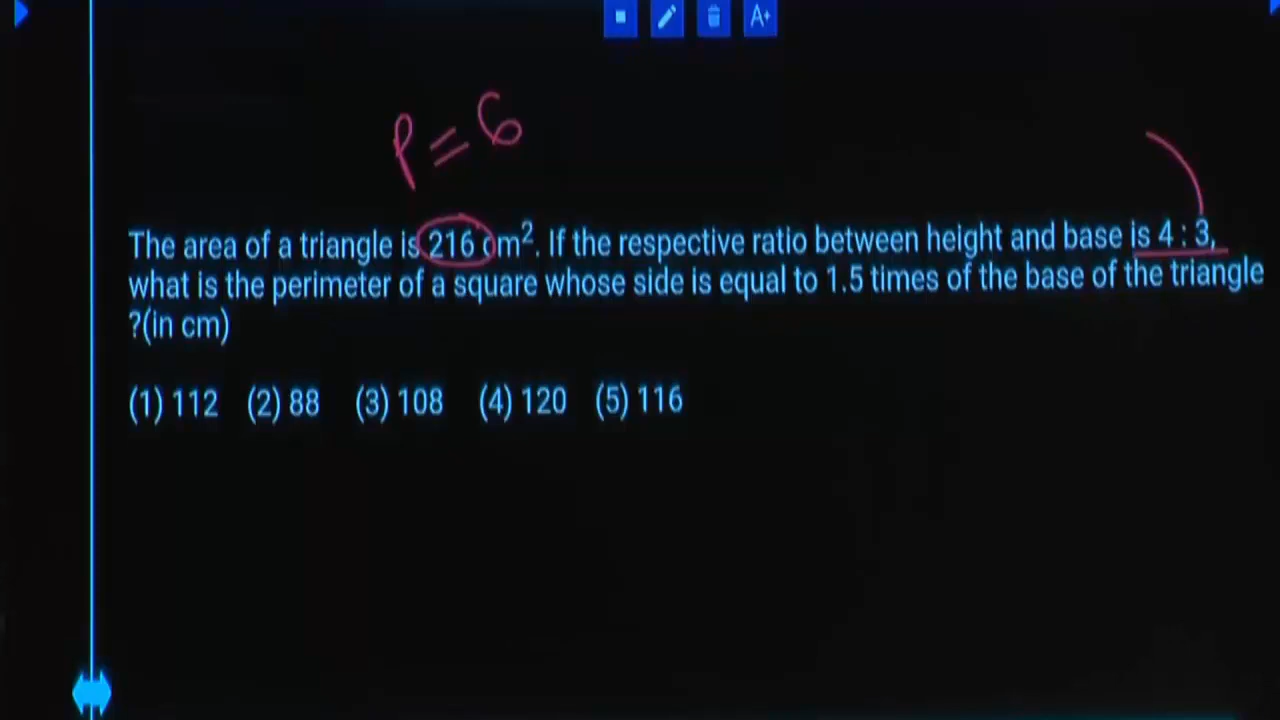 A+
P = 6
The area of a triangle is 216 cm². If the respective ratio between height and base is 4 : 3,
what is the perimeter of a square whose side is equal to 1.5 times of the base of the triangle
?(in cm)
(1) 112 (2) 88 (3) 108 (4) 120 (5) 116